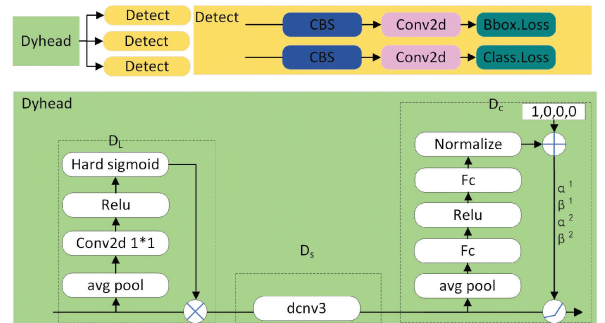 Dyhead
Detect
Detect
Detect
Detect
CBS
Conv2d
Bbox.Loss
CBS
Conv2d
Class.Loss
Dyhead
D_L
Hard sigmoid
Relu
Conv2d 1*1
avg pool
D_s
dcnv3
D_c
1,0,0,0
Normalize
Fc
Relu
Fc
avg pool
α 1
β 1
α 2
β 2